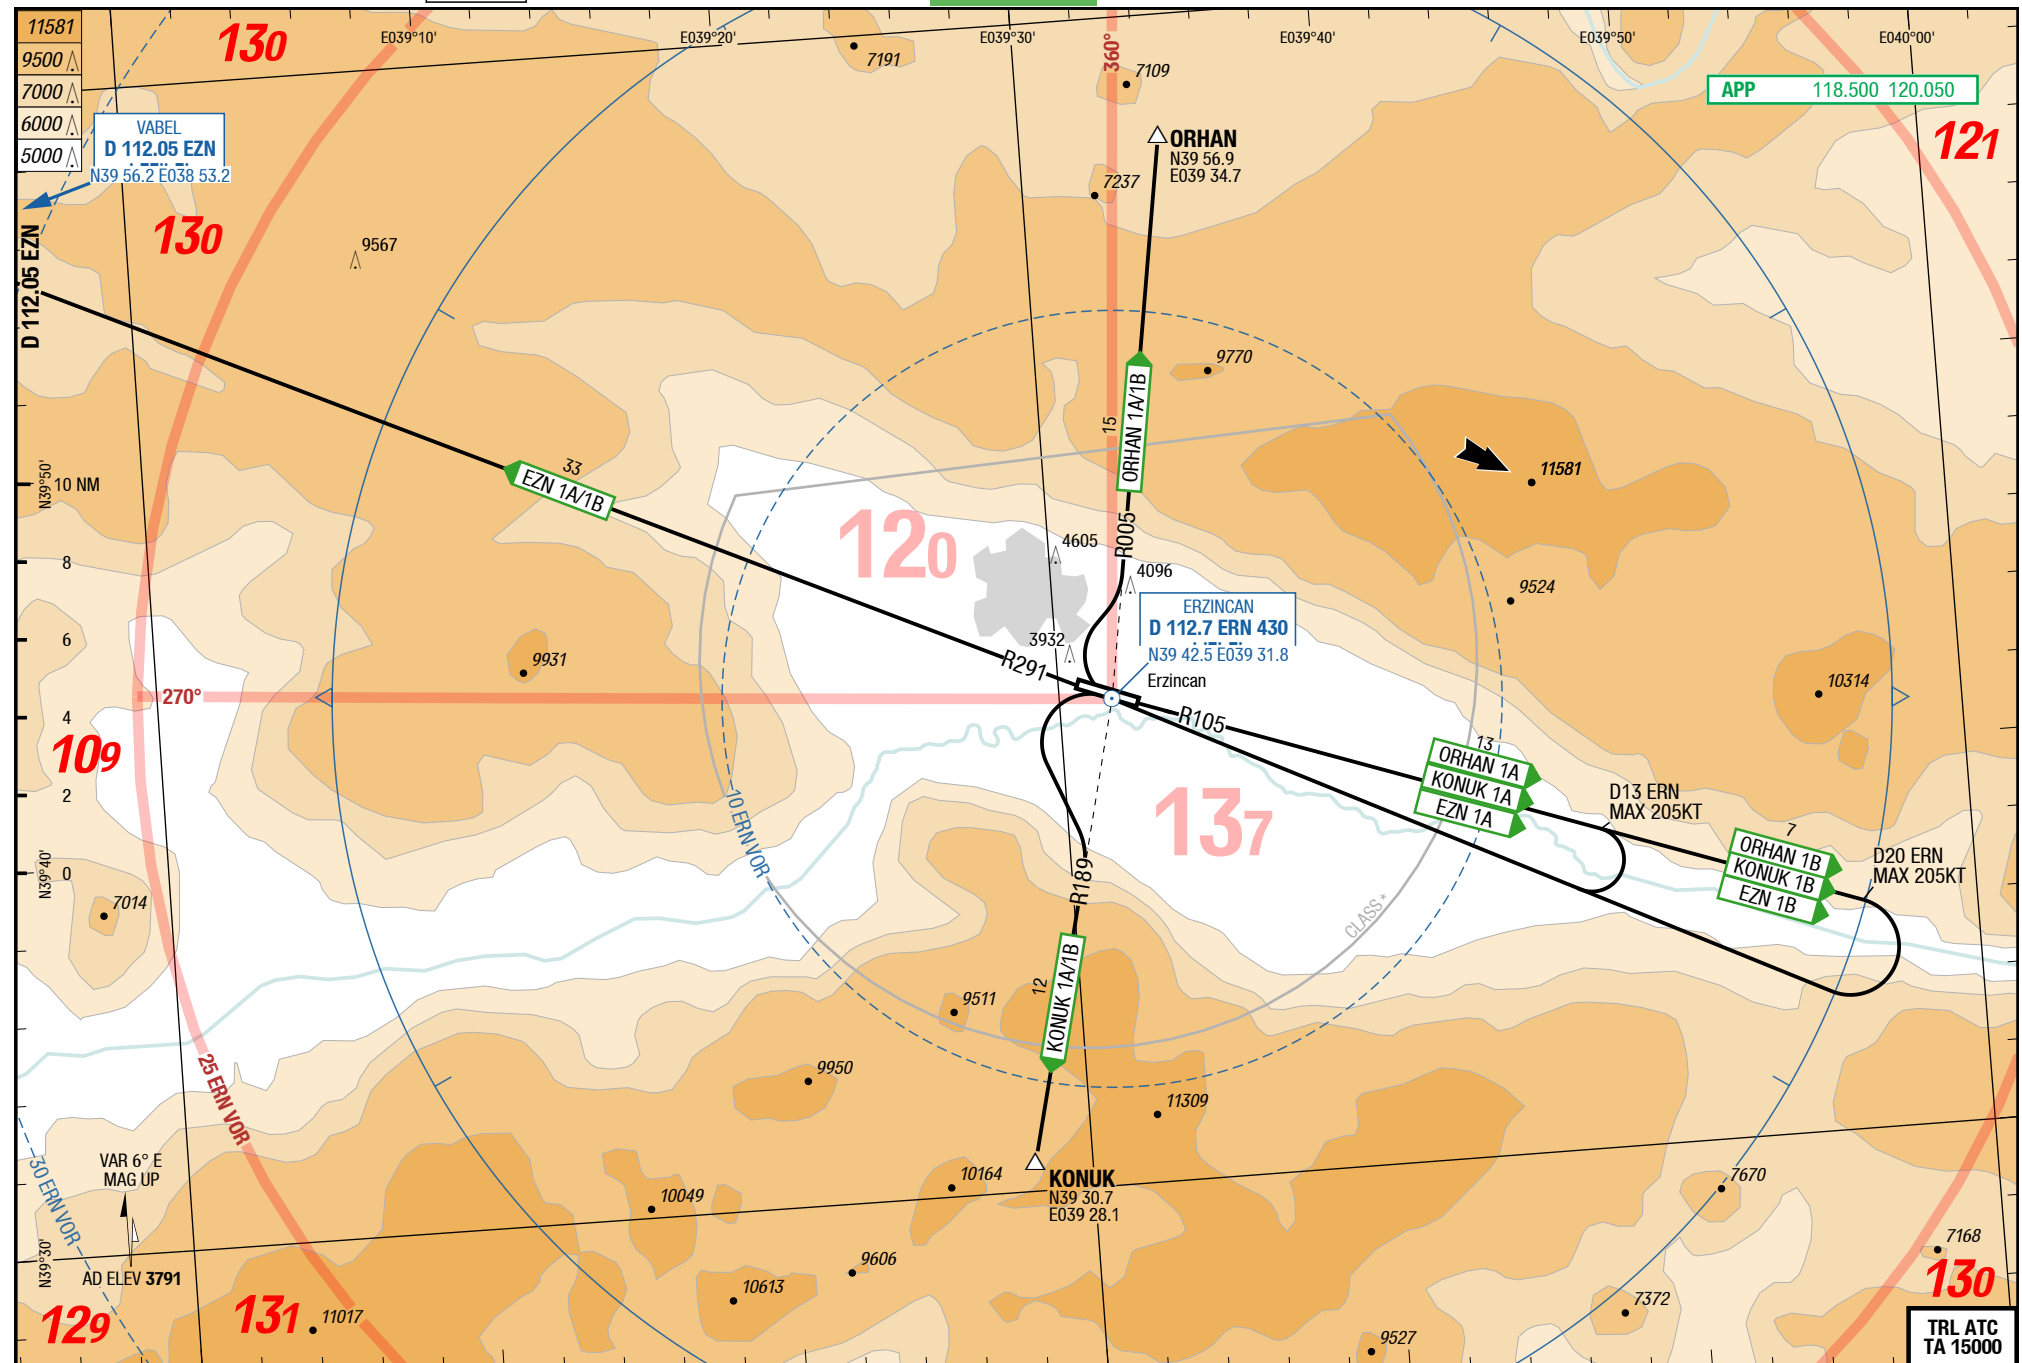 11581
9500
7000
6000
5000
130
E039°10'
E039°20'
E039°30'
E039°40'
E039°50'
E040°00'
7191
360°
7109
APP 118.500 120.050
121
VABEL
D 112.05 EZN
N39 56.2 E038 53.2
ORHAN
N39 56.9
E039 34.7
7237
130
9567
D 112.05 EZN
9770
15
ORHAN 1A/1B
33
EZN 1A/1B
11581
N39°50'
10 NM
8
6
4
2
0
120
4605
R005
4096
9524
ERZINCAN
D 112.7 ERN 430
N39 42.5 E039 31.8
3932
9931
R291
Erzincan
10314
270°
R105
109
13
ORHAN 1A
KONUK 1A
EZN 1A
D13 ERN
MAX 205KT
137
10 ERN VOR
7
ORHAN 1B
KONUK 1B
EZN 1B
D20 ERN
MAX 205KT
N39°40'
7014
R189
CLASS *
12
KONUK 1A/1B
9511
9950
25 ERN VOR
11309
30 ERN VOR
VAR 6° E
MAG UP
10164
KONUK
N39 30.7
E039 28.1
10049
7670
7168
N39°30'
AD ELEV 3791
9606
10613
130
129
131
11017
7372
9527
TRL ATC
TA 15000